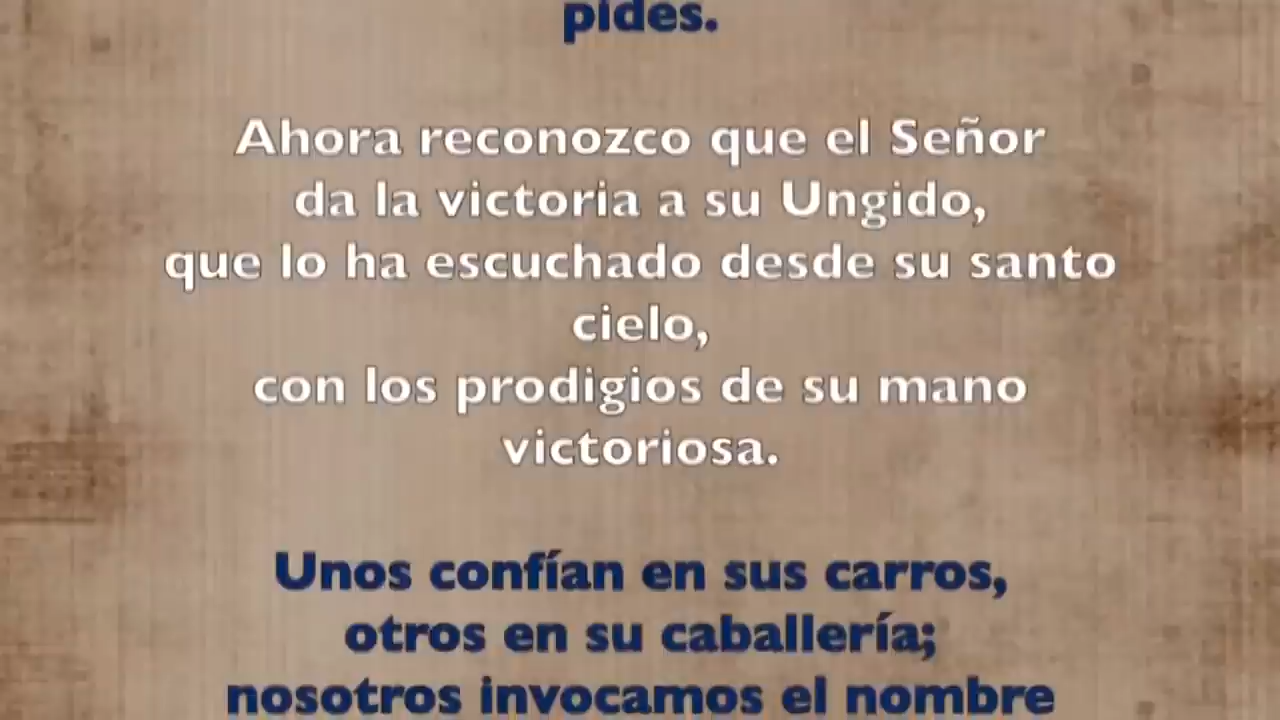 pides.
Ahora reconozco que el Señor
da la victoria a su Ungido,
que lo ha escuchado desde su santo
cielo,
con los prodigios de su mano
victoriosa.
Unos confían en sus carros,
otros en su caballería;
nosotros invocamos el nombre